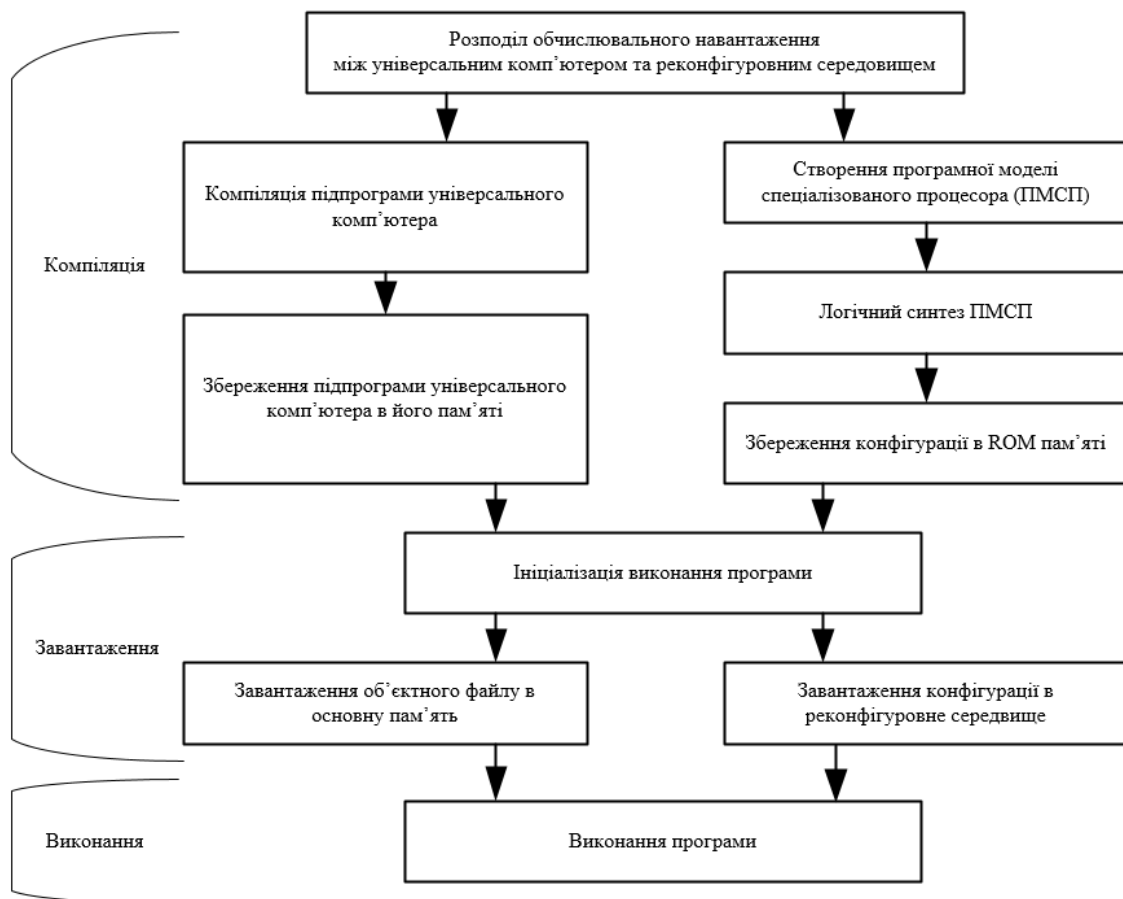 Розподіл обчислювального навантаження
між універсальним комп’ютером та реконфігуровним середовищем
Компіляція підпрограми універсального
комп’ютера
Створення програмної моделі
спеціалізованого процесора (ПМСП)
Компіляція
Логічний синтез ПМСП
Збереження підпрограми універсального
комп’ютера в його пам’яті
Збереження конфігурації в ROM пам’яті
Ініціалізація виконання програми
Завантаження
Завантаження об’єктного файлу в
основну пам’ять
Завантаження конфігурації в
реконфігуровне середвище
Виконання
Виконання програми